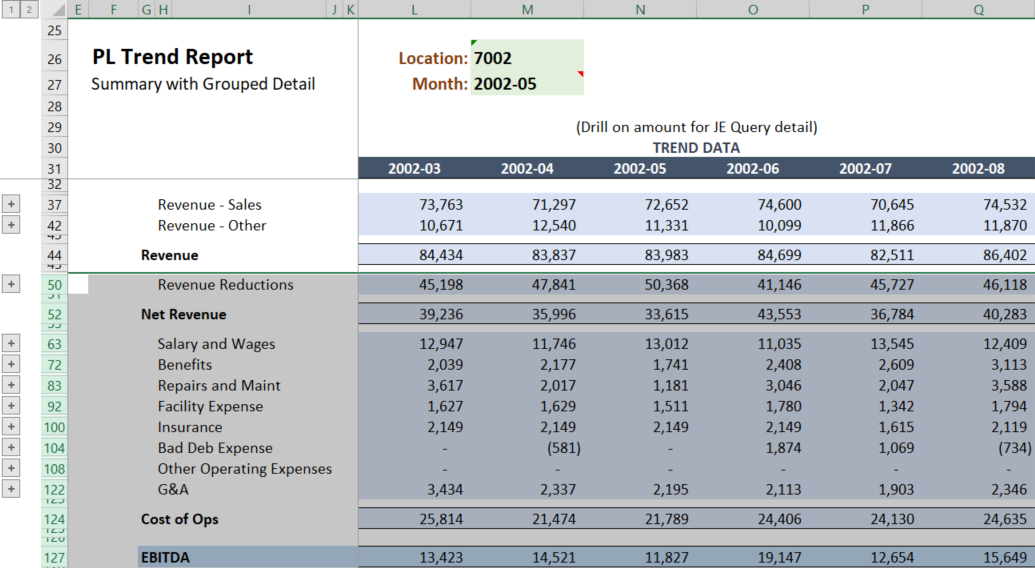 1 2 E F G H I J K L M N O P Q
25
26 PL Trend Report Location: 7002
27 Summary with Grouped Detail Month: 2002-05
28
29 (Drill on amount for JE Query detail)
30 TREND DATA
31 2002-03 2002-04 2002-05 2002-06 2002-07 2002-08
32
+ 37 Revenue - Sales 73,763 71,297 72,652 74,600 70,645 74,532
+ 42 Revenue - Other 10,671 12,540 11,331 10,099 11,866 11,870
44 Revenue 84,434 83,837 83,983 84,699 82,511 86,402
+ 50 Revenue Reductions 45,198 47,841 50,368 41,146 45,727 46,118
52 Net Revenue 39,236 35,996 33,615 43,553 36,784 40,283
+ 63 Salary and Wages 12,947 11,746 13,012 11,035 13,545 12,409
+ 72 Benefits 2,039 2,177 1,741 2,408 2,609 3,113
+ 83 Repairs and Maint 3,617 2,017 1,181 3,046 2,047 3,588
+ 92 Facility Expense 1,627 1,629 1,511 1,780 1,342 1,794
+ 100 Insurance 2,149 2,149 2,149 2,149 1,615 2,119
+ 104 Bad Deb Expense - (581) - 1,874 1,069 (734)
+ 108 Other Operating Expenses - - - - - -
+ 122 G&A 3,434 2,337 2,195 2,113 1,903 2,346
124 Cost of Ops 25,814 21,474 21,789 24,406 24,130 24,635
127 EBITDA 13,423 14,521 11,827 19,147 12,654 15,649